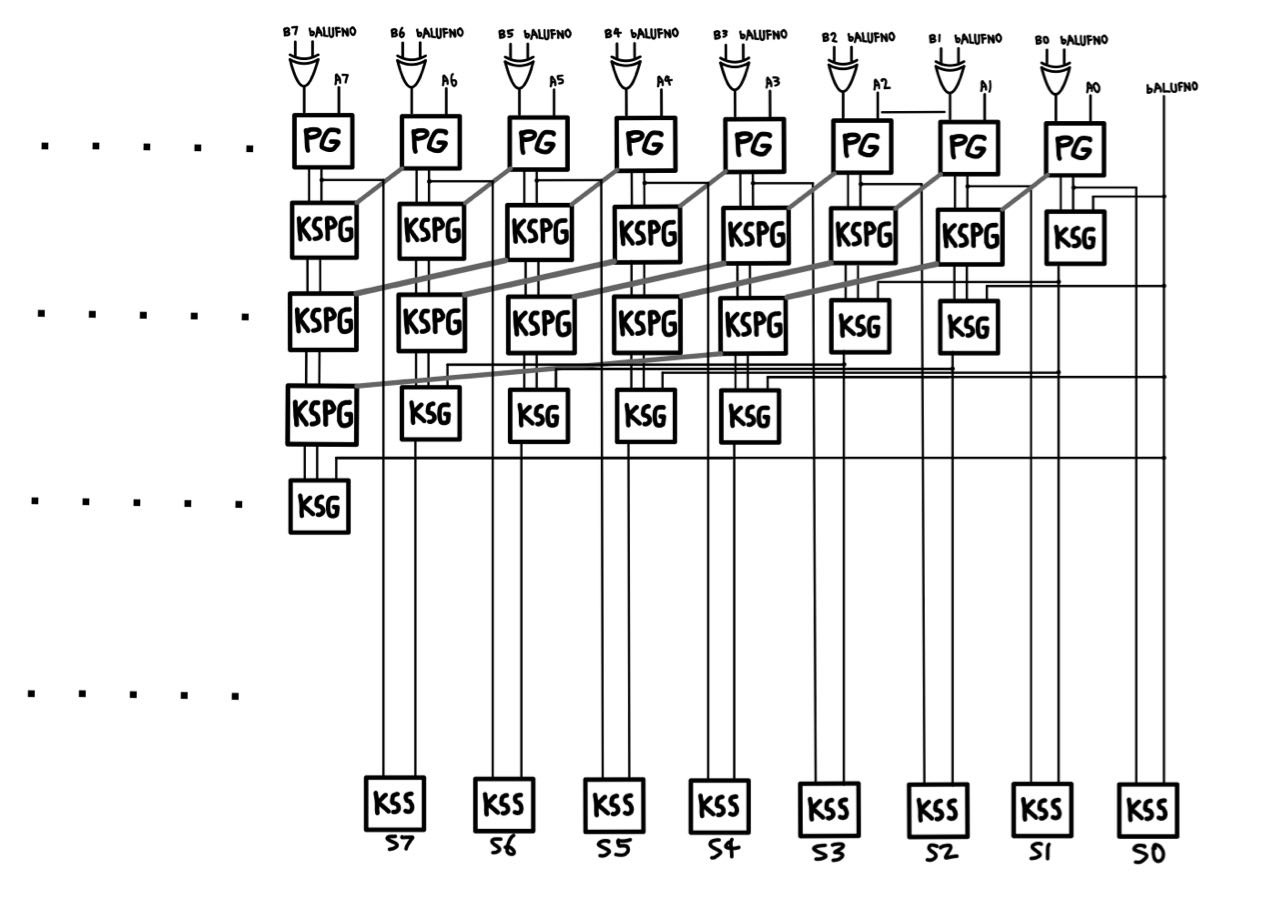 B7 bALUFN0 B6 bALUFN0 B5 bALUFN0 B4 bALUFN0 B3 bALUFN0 B2 bALUFN0 B1 bALUFN0 B0 bALUFN0
A7 A6 A5 A4 A3 A2 A1 A0 bALUFN0
PG PG PG PG PG PG PG PG
KSPG KSPG KSPG KSPG KSPG KSPG KSPG KSG
KSPG KSPG KSPG KSPG KSPG KSG KSG
KSPG KSG KSG KSG KSG
KSG
KSS KSS KSS KSS KSS KSS KSS KSS
S7 S6 S5 S4 S3 S2 S1 S0